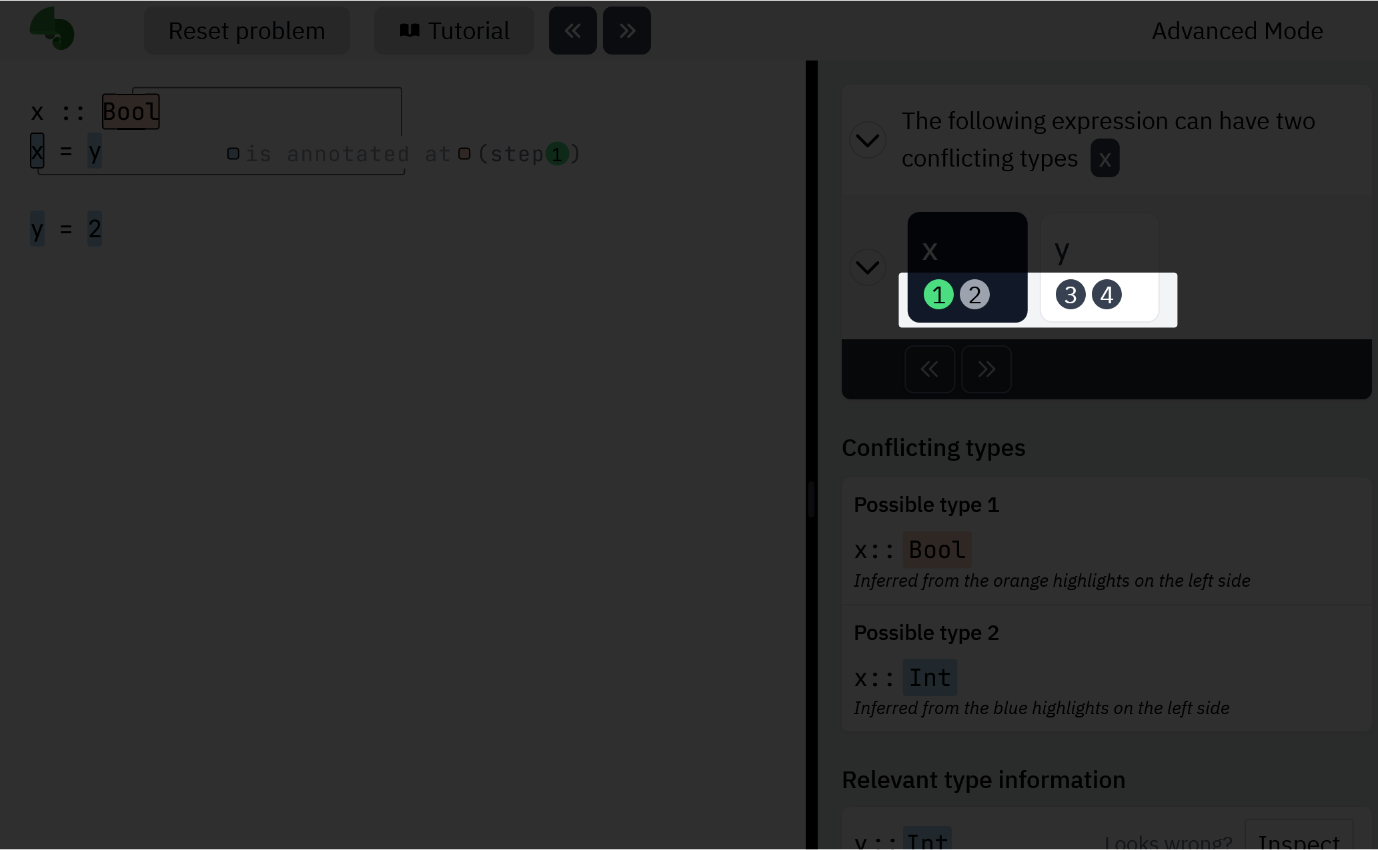 Reset problem Tutorial « » Advanced Mode
x :: Bool
x = y is annotated at (step 1)
y = 2
The following expression can have two
conflicting types x
x y
1 2 3 4
« »
Conflicting types
Possible type 1
x:: Bool
Inferred from the orange highlights on the left side
Possible type 2
x:: Int
Inferred from the blue highlights on the left side
Relevant type information
y:: Int Looks wrong? Inspect